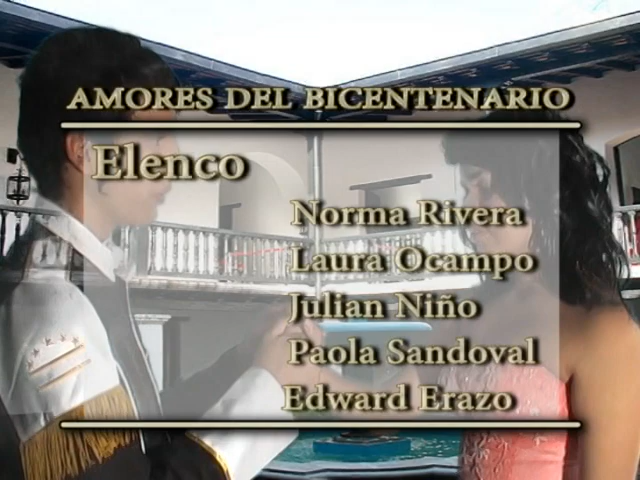 AMORES DEL BICENTENARIO
Elenco
Norma Rivera
Laura Ocampo
Julian Niño
Paola Sandoval
Edward Erazo